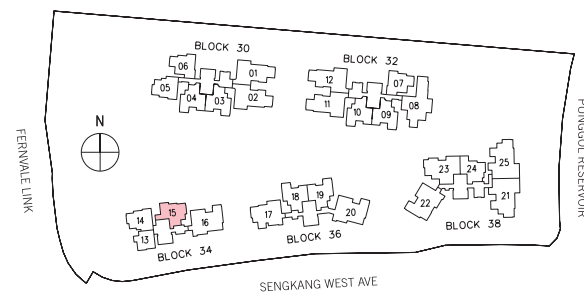 BLOCK 30
06
01
05
04
03
02
BLOCK 32
12
07
11
10
09
08
N
FERNVALE LINK
PUNGGOL RESERVOIR
23
24
25
22
21
BLOCK 38
14
15
16
13
BLOCK 34
18
19
17
20
BLOCK 36
SENGKANG WEST AVE